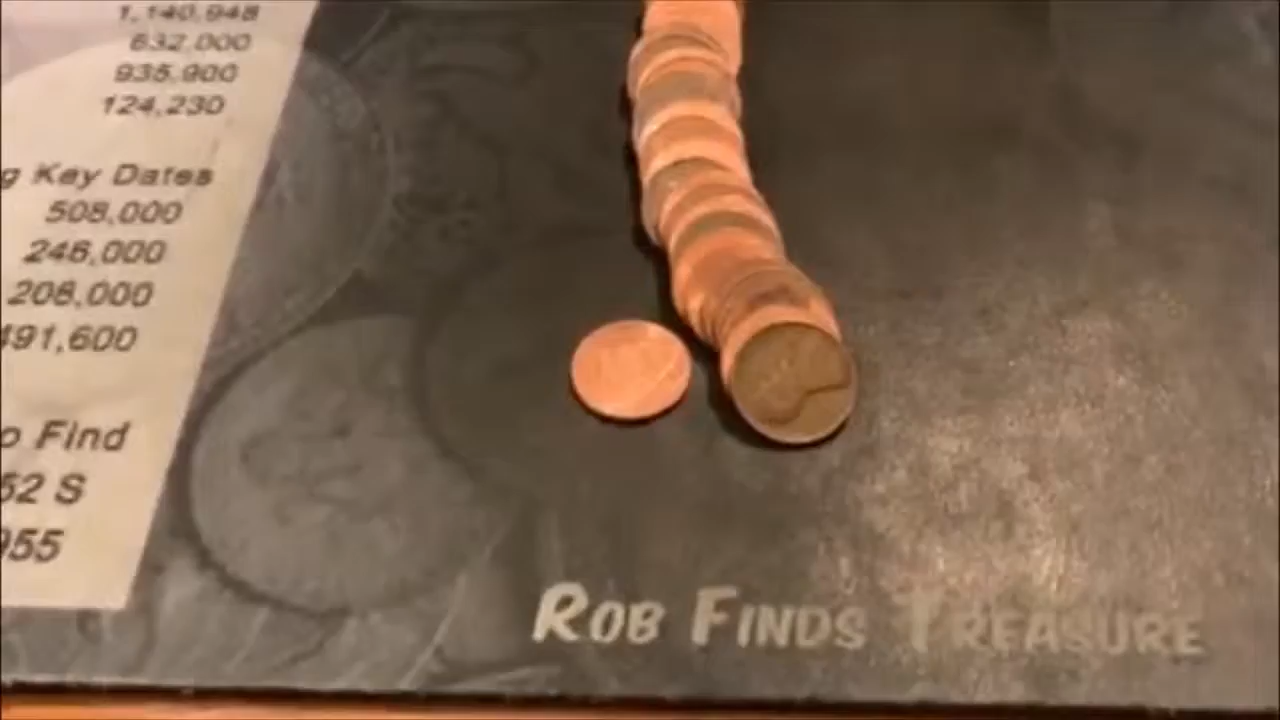 1,140,948
632,000
935,900
124,230
g Key Dates
508,000
246,000
208,000
491,600
o Find
52 S
955
ROB FINDS TREASURE